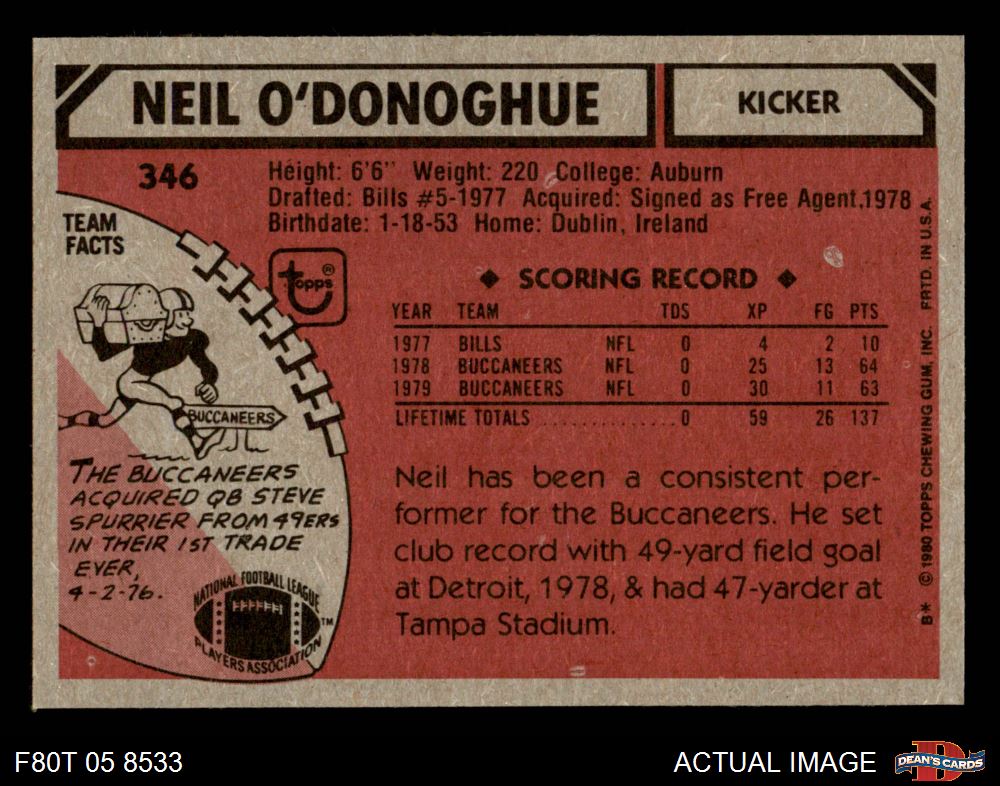 NEIL O'DONOGHUE
KICKER
346
Height: 6'6" Weight: 220 College: Auburn
Drafted: Bills #5-1977 Acquired: Signed as Free Agent,1978
Birthdate: 1-18-53 Home: Dublin, Ireland
TEAM
FACTS
topps®
◆ SCORING RECORD ◆
YEAR TEAM TDS XP FG PTS
1977 BILLS NFL 0 4 2 10
1978 BUCCANEERS NFL 0 25 13 64
1979 BUCCANEERS NFL 0 30 11 63
LIFETIME TOTALS ..............0 59 26 137
BUCCANEERS
THE BUCCANEERS
ACQUIRED QB STEVE
SPURRIER FROM 49ERS
IN THEIR 1ST TRADE
EVER,
4-2-76.
NATIONAL FOOTBALL LEAGUE
PLAYERS ASSOCIATION
TM
Neil has been a consistent per-
former for the Buccaneers. He set
club record with 49-yard field goal
at Detroit, 1978, & had 47-yarder at
Tampa Stadium.
B* © 1980 TOPPS CHEWING GUM, INC. PRTD. IN U.S.A.
F80T 05 8533
ACTUAL IMAGE
D
DEAN'S CARDS